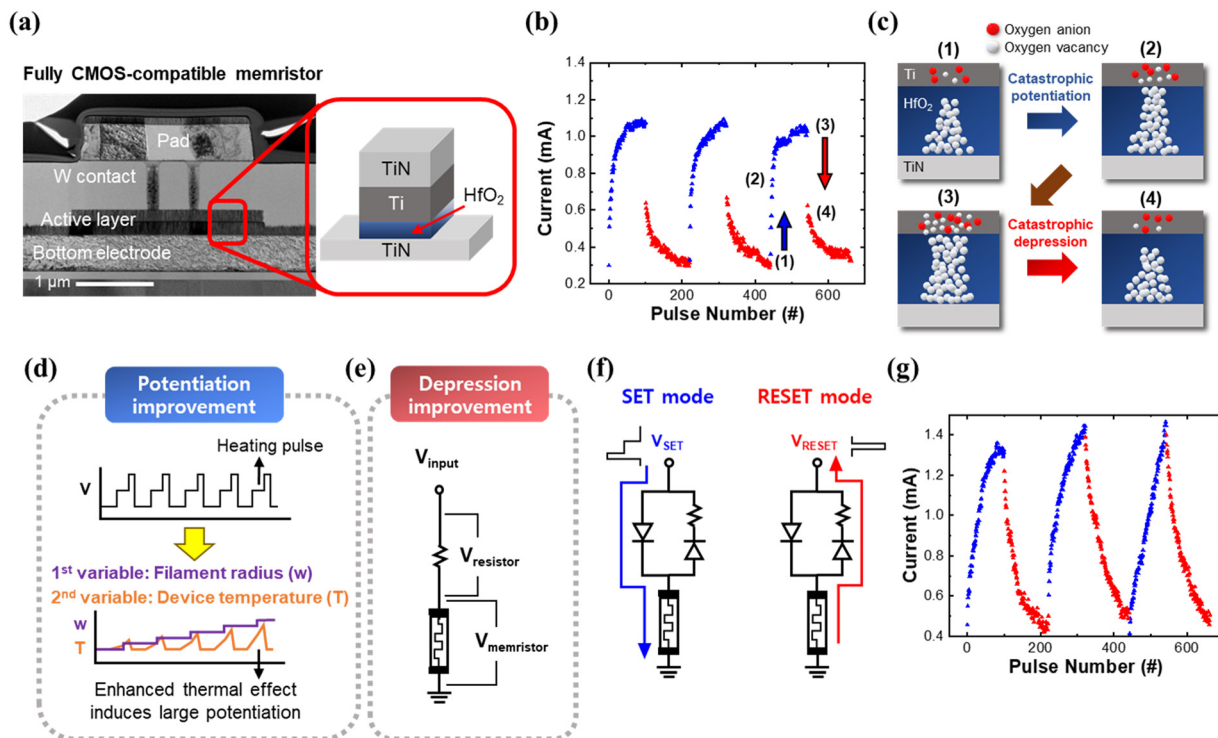 (a)
Fully CMOS-compatible memristor
Pad
W contact
Active layer
Bottom electrode
1 μm
TiN
Ti
HfO₂
TiN
(b)
Current (mA)
1.4
1.2
1.0
0.8
0.6
0.4
0.2
0
200
400
600
Pulse Number (#)
(1)
(2)
(3)
(4)
(c)
Oxygen anion
Oxygen vacancy
(1)
(2)
Ti
HfO₂
TiN
Catastrophic
potentiation
(3)
(4)
Catastrophic
depression
(d)
Potentiation
improvement
Heating pulse
V
1st variable: Filament radius (w)
2nd variable: Device temperature (T)
w
T
Enhanced thermal effect
induces large potentiation
(e)
Depression
improvement
Vinput
Vresistor
Vmemristor
(f)
SET mode
RESET mode
VSET
VRESET
(g)
Current (mA)
1.4
1.2
1.0
0.8
0.6
0.4
0
200
400
600
Pulse Number (#)